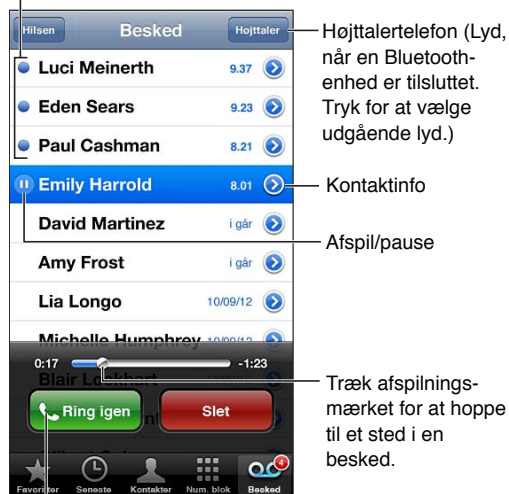 Hilsen Besked Højttaler
Luci Meinerth 9.37
Eden Sears 9.23
Paul Cashman 8.21
Emily Harrold 8.01
David Martinez i går
Amy Frost i går
Lia Longo 10/09/12
Michelle Humphrey 10/09/12
0:17 -1:23
Blair Lockhart
Ring igen Slet
Favoritter Seneste Kontakter Num. blok Besked 4
Højttalertelefon (Lyd,
når en Bluetooth-
enhed er tilsluttet.
Tryk for at vælge
udgående lyd.)
Kontaktinfo
Afspil/pause
Træk afspilnings-
mærket for at hoppe
til et sted i en
besked.